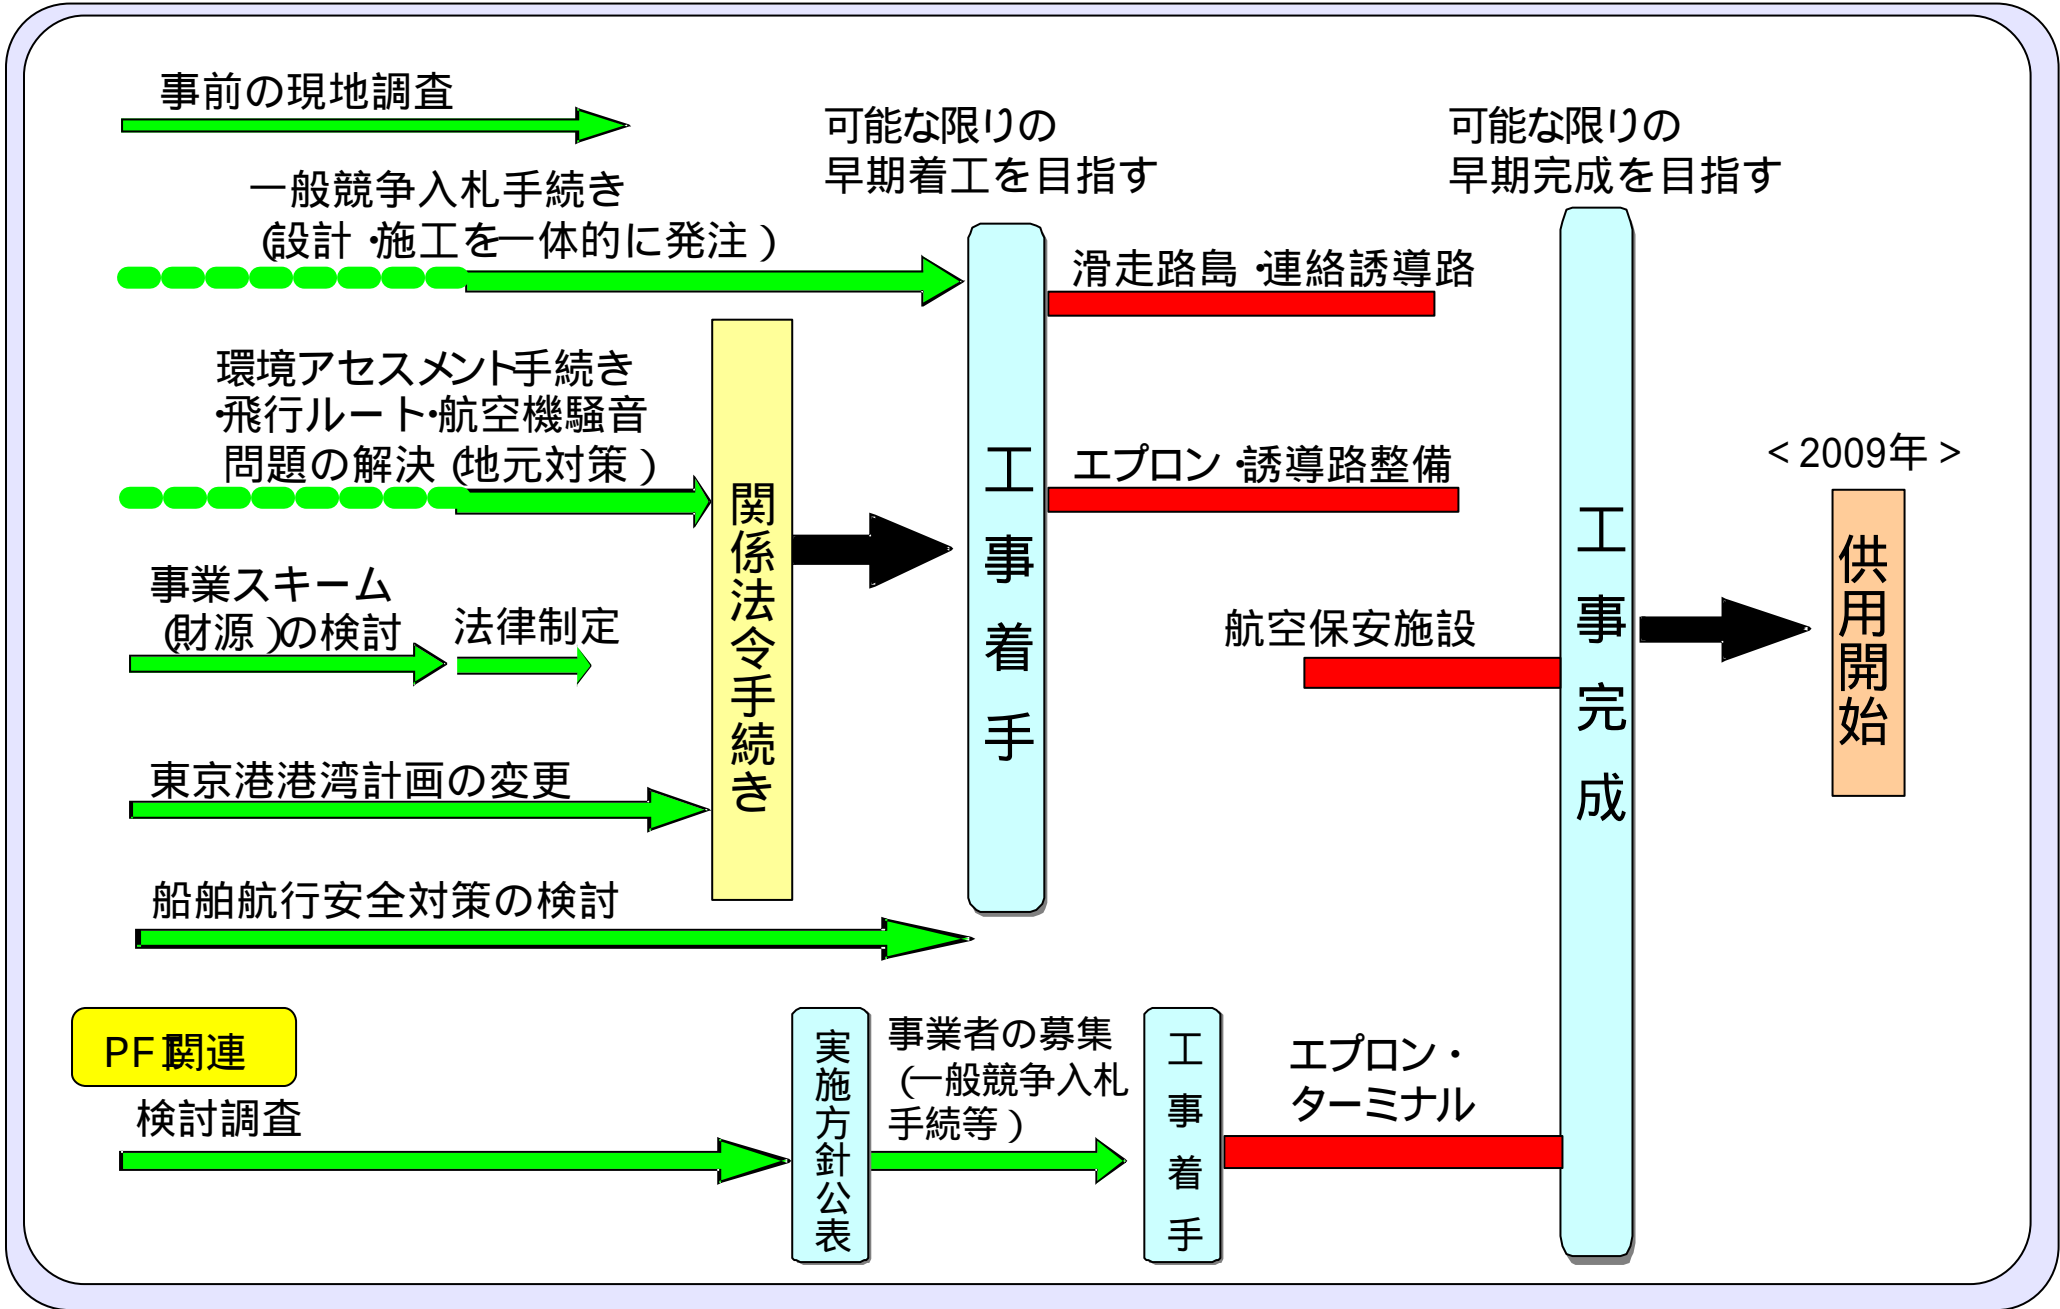 事前の現地調査
一般競争入札手続き
(設計・施工を一体的に発注)
環境アセスメント手続き
・飛行ルート・航空機騒音
問題の解決(地元対策)
事業スキーム
(財源)の検討
法律制定
東京港港湾計画の変更
船舶航行安全対策の検討
関係法令手続き
可能な限りの
早期着工を目指す
工事着手
滑走路島・連絡誘導路
エプロン・誘導路整備
航空保安施設
可能な限りの
早期完成を目指す
工事完成
<2009年>
供用開始
PFI関連
検討調査
実施方針公表
事業者の募集
(一般競争入札
手続等)
工事着手
エプロン・
ターミナル